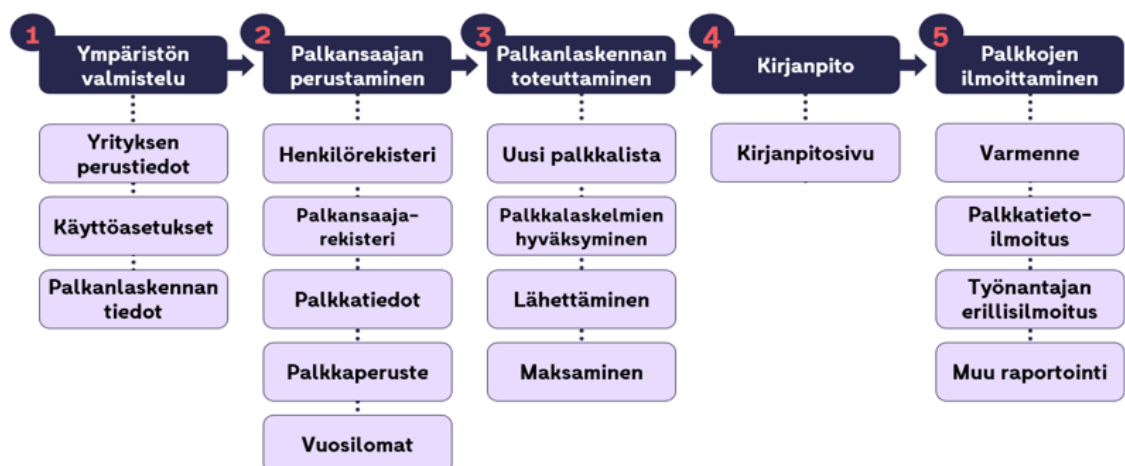 1
Ympäristön
valmistelu
Yrityksen
perustiedot
Käyttöasetukset
Palkanlaskennan
tiedot
2
Palkansaajan
perustaminen
Henkilörekisteri
Palkansaaja-
rekisteri
Palkkatiedot
Palkkaperuste
Vuosilomat
3
Palkanlaskennan
toteuttaminen
Uusi palkkalista
Palkkalaskelmien
hyväksyminen
Lähettäminen
Maksaminen
4
Kirjanpito
Kirjanpitosivu
5
Palkkojen
ilmoittaminen
Varmenne
Palkkatieto-
ilmoitus
Työnantajan
erillisilmoitus
Muu raportointi